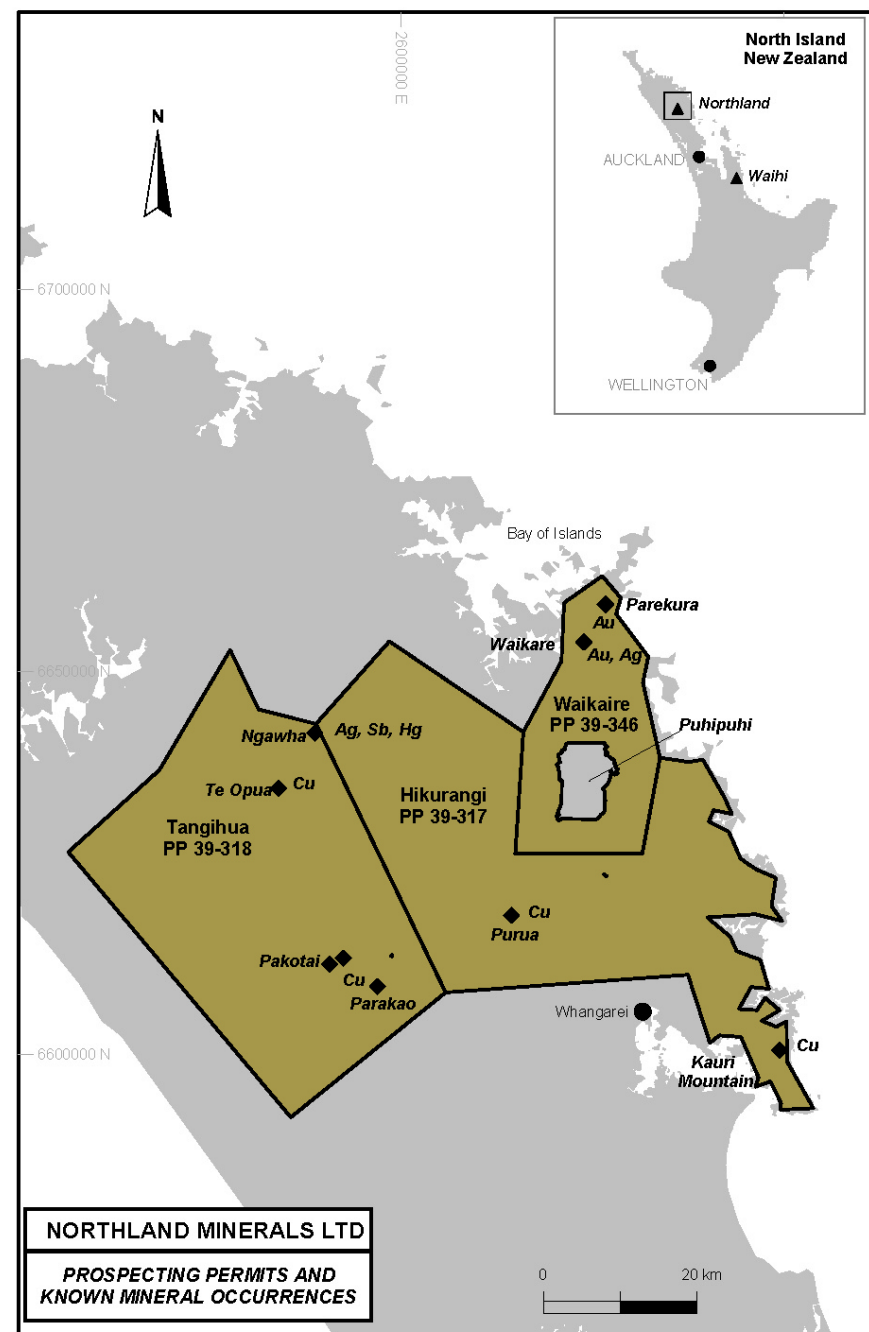 2600000 E
North Island
New Zealand
Northland
AUCKLAND
Waihi
WELLINGTON
N
6700000 N
Bay of Islands
Parekura
Au
Waikare
Au, Ag
6650000 N
Waikaire
PP 39-346
Puhipuhi
Ngawha
Ag, Sb, Hg
Te Opua
Cu
Hikurangi
PP 39-317
Tangihua
PP 39-318
Cu
Purua
Pakotai
Cu
Parakao
Whangarei
6600000 N
Cu
Kauri
Mountain
NORTHLAND MINERALS LTD
PROSPECTING PERMITS AND
KNOWN MINERAL OCCURRENCES
0
20 km